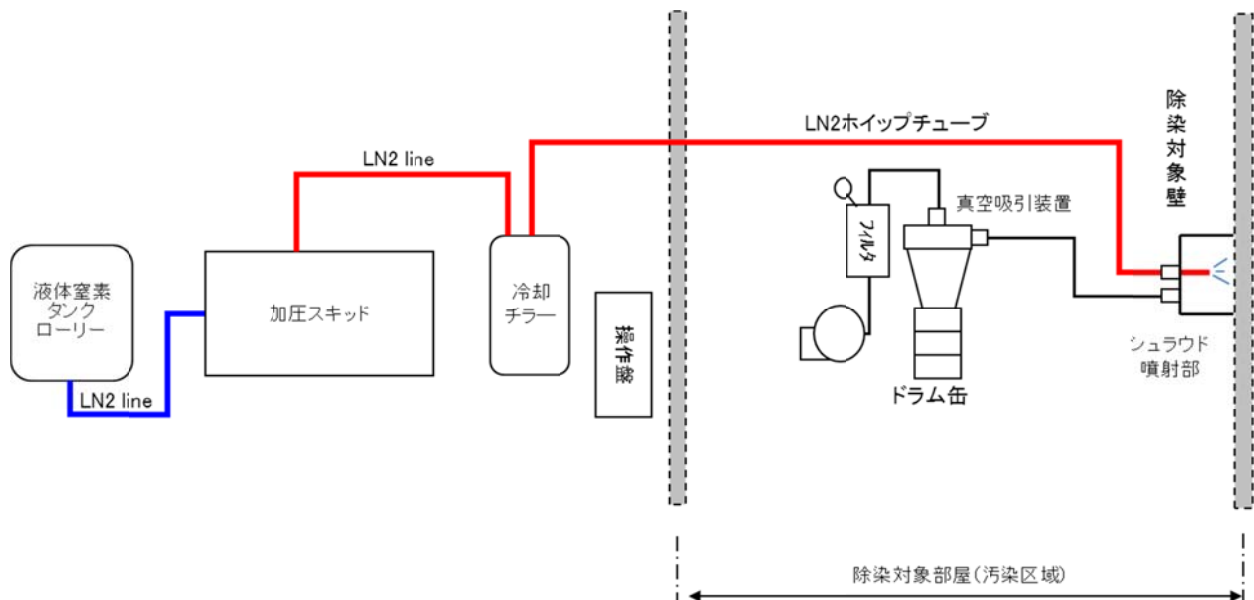 LN2ホイップチューブ
除染対象壁
LN2 line
真空吸引装置
フィルタ
液体窒素
タンク
ローリー
加圧スキッド
冷却
チラー
操作盤
シュラウド
噴射部
ドラム缶
LN2 line
除染対象部屋(汚染区域)